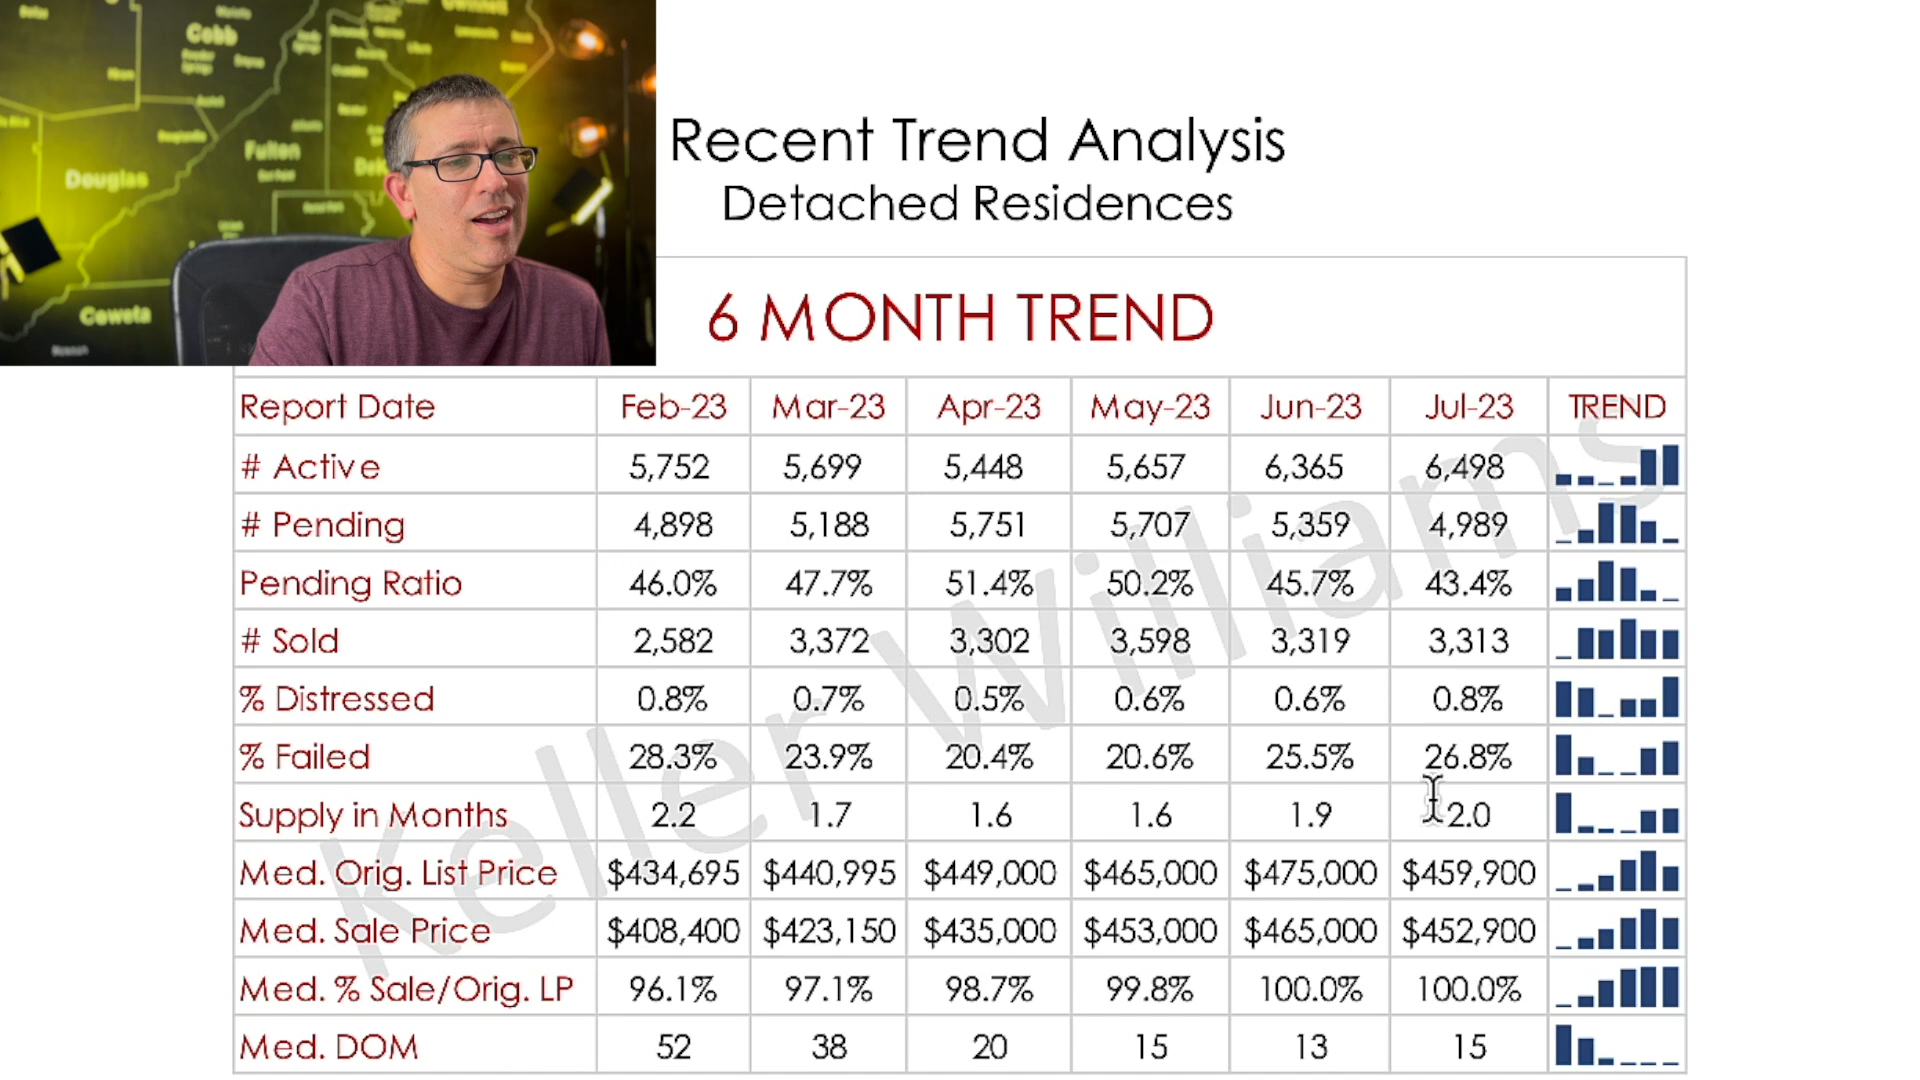 Cobb
Fulton
Douglas
Coweta
Recent Trend Analysis
Detached Residences
6 MONTH TREND
Report Date Feb-23 Mar-23 Apr-23 May-23 Jun-23 Jul-23 TREND
# Active 5,752 5,699 5,448 5,657 6,365 6,498
# Pending 4,898 5,188 5,751 5,707 5,359 4,989
Pending Ratio 46.0% 47.7% 51.4% 50.2% 45.7% 43.4%
# Sold 2,582 3,372 3,302 3,598 3,319 3,313
% Distressed 0.8% 0.7% 0.5% 0.6% 0.6% 0.8%
% Failed 28.3% 23.9% 20.4% 20.6% 25.5% 26.8%
Supply in Months 2.2 1.7 1.6 1.6 1.9 2.0
Med. Orig. List Price $434,695 $440,995 $449,000 $465,000 $475,000 $459,900
Med. Sale Price $408,400 $423,150 $435,000 $453,000 $465,000 $452,900
Med. % Sale/Orig. LP 96.1% 97.1% 98.7% 99.8% 100.0% 100.0%
Med. DOM 52 38 20 15 13 15
Keller Williams